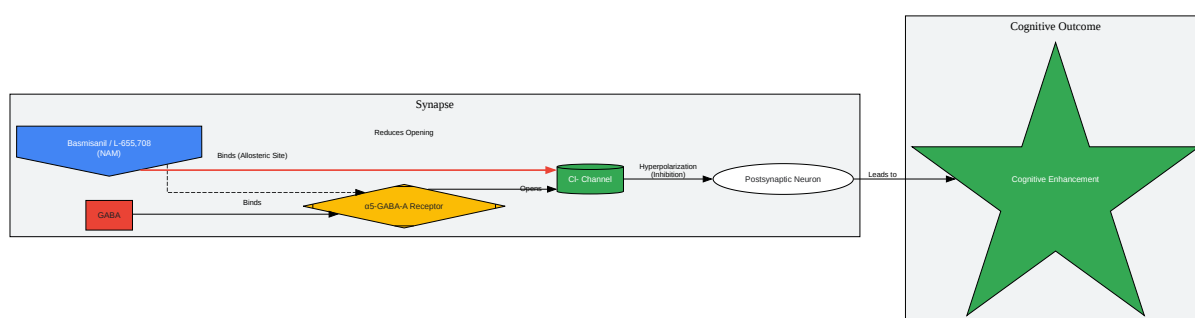 Cognitive Outcome
Synapse
Reduces Opening
Basmisanil / L-655,708
(NAM)
Binds (Allosteric Site)
Hyperpolarization
(Inhibition)
Cl- Channel
Postsynaptic Neuron
Leads to
Cognitive Enhancement
Opens
Binds
α5-GABA-A Receptor
GABA